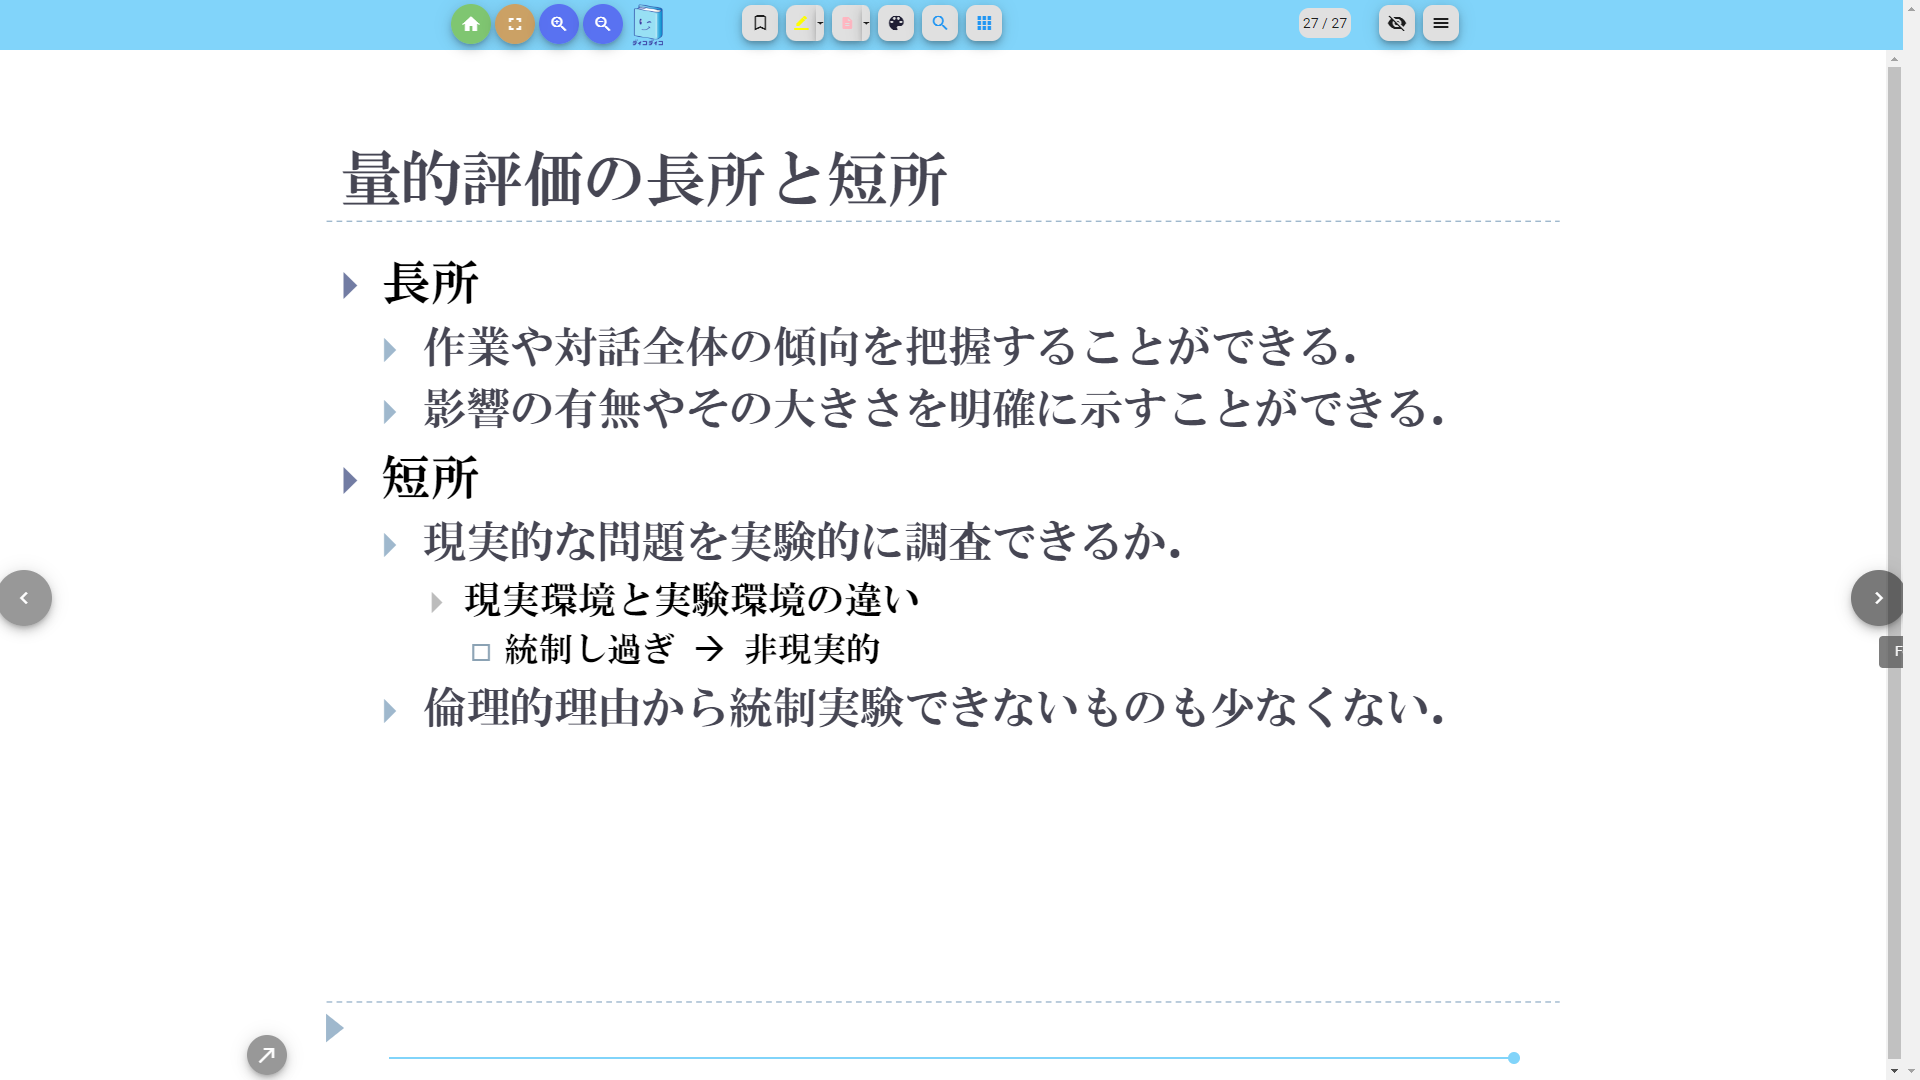 ダィコダィコ
27 / 27
量的評価の長所と短所
長所
作業や対話全体の傾向を把握することができる．
影響の有無やその大きさを明確に示すことができる．
短所
現実的な問題を実験的に調査できるか．
現実環境と実験環境の違い
統制し過ぎ → 非現実的
倫理的理由から統制実験できないものも少なくない．
F